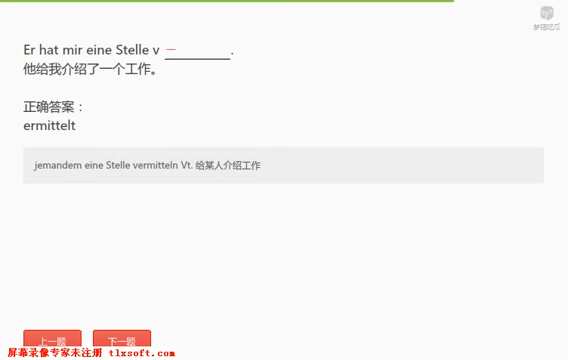 Er hat mir eine Stelle v _________.
他给我介绍了一个工作。
正确答案：
ermittelt
jemandem eine Stelle vermitteln Vt. 给某人介绍工作
上一题
下一题
屏幕录像专家未注册 tlxsoft.com